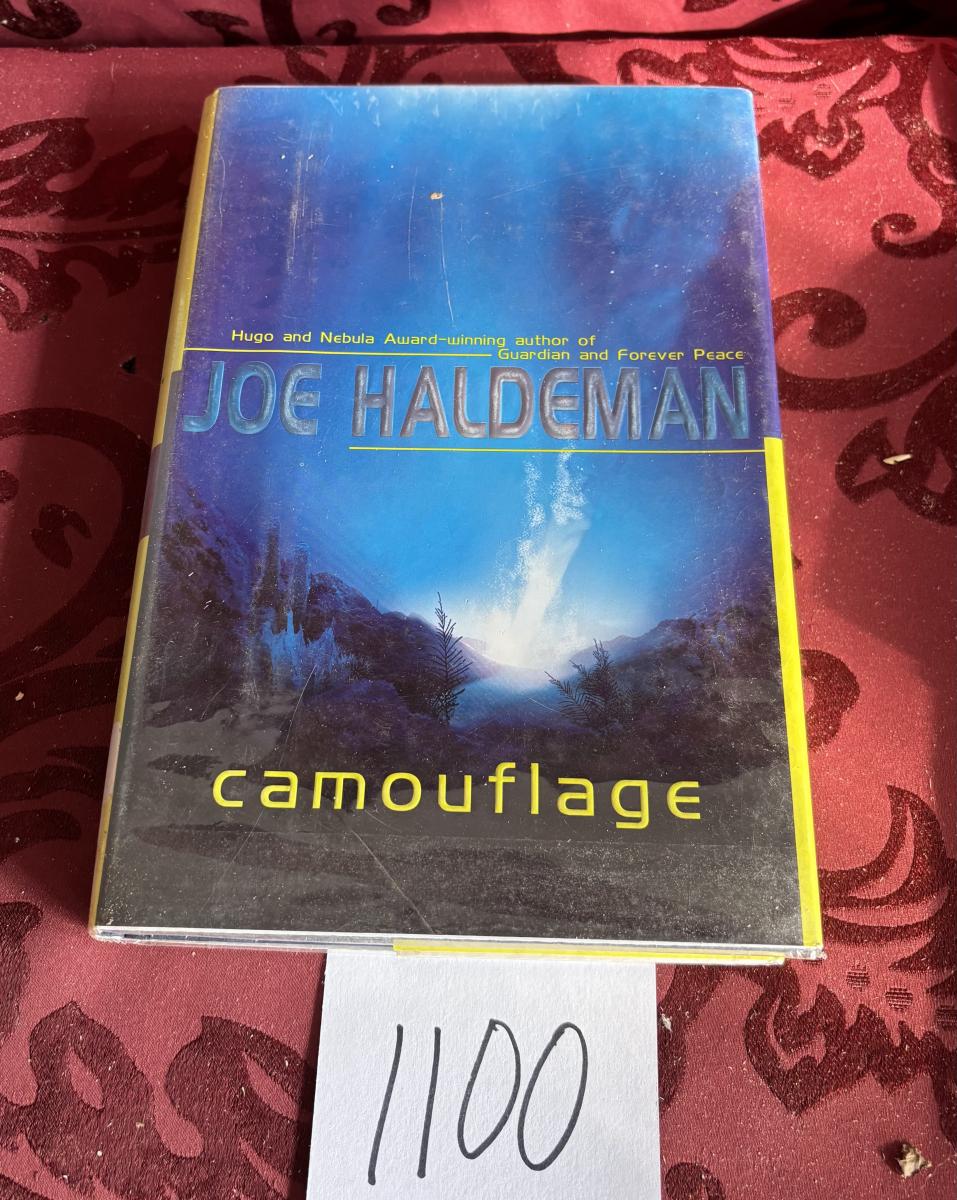 Hugo and Nebula Award-winning author of
Guardian and Forever Peace
JOE HALDEMAN
camouflage
1100